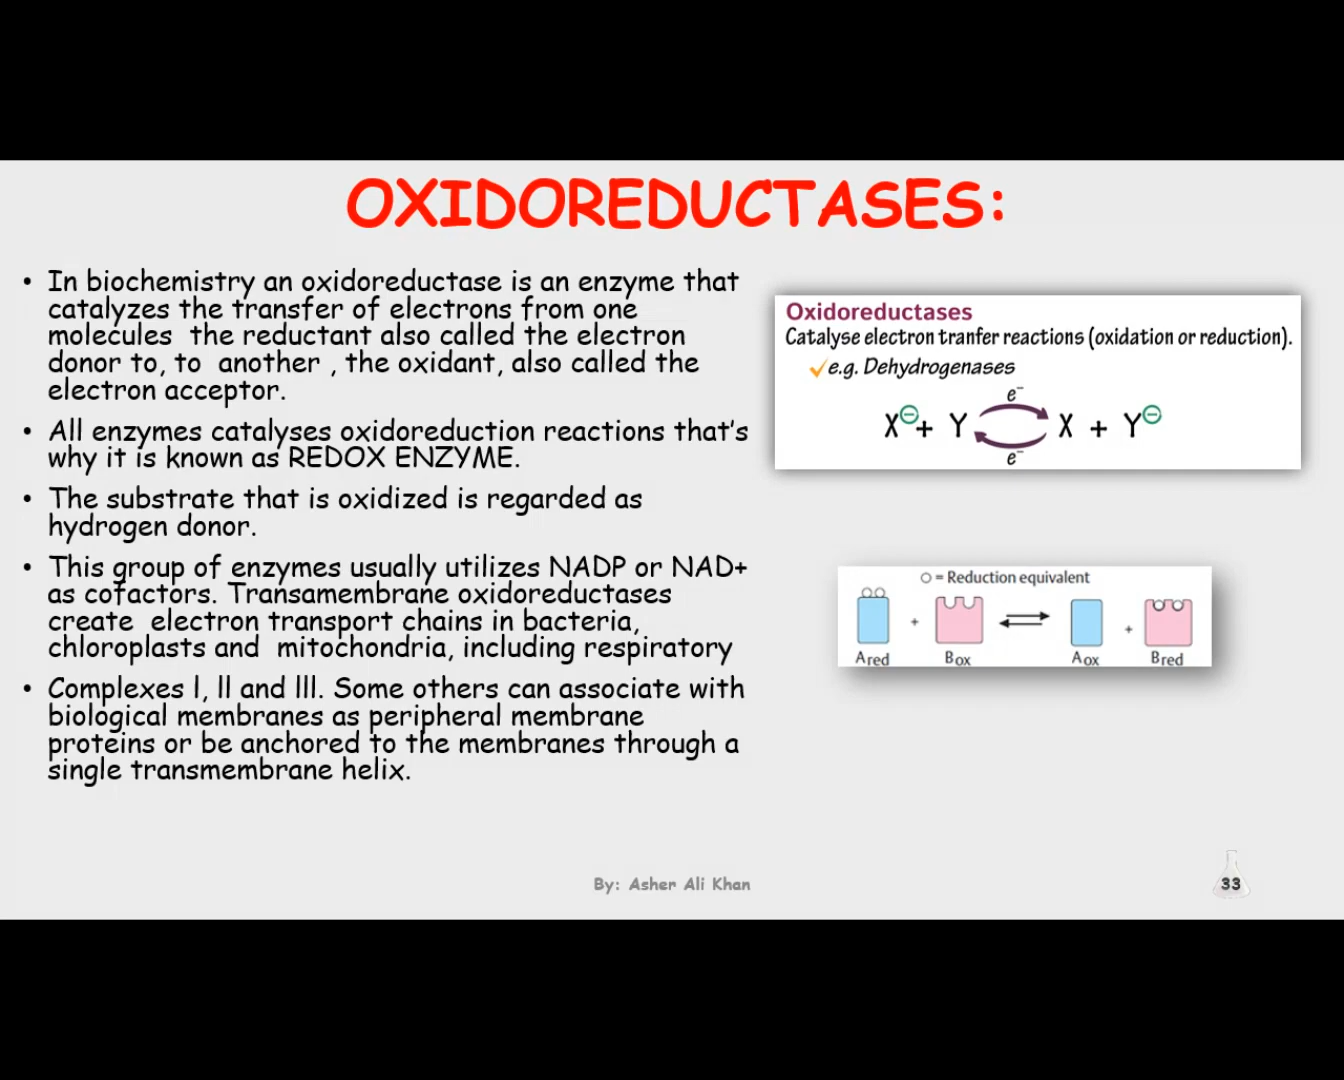 OXIDOREDUCTASES:
• In biochemistry an oxidoreductase is an enzyme that
catalyzes the transfer of electrons from one
molecules the reductant also called the electron
donor to, to another , the oxidant, also called the
electron acceptor.
• All enzymes catalyses oxidoreduction reactions that's
why it is known as REDOX ENZYME.
• The substrate that is oxidized is regarded as
hydrogen donor.
• This group of enzymes usually utilizes NADP or NAD+
as cofactors. Transamembrane oxidoreductases
create electron transport chains in bacteria,
chloroplasts and mitochondria, including respiratory
• Complexes l, ll and lll. Some others can associate with
biological membranes as peripheral membrane
proteins or be anchored to the membranes through a
single transmembrane helix.
Oxidoreductases
Catalyse electron tranfer reactions (oxidation or reduction).
✓e.g. Dehydrogenases
e⁻
X⊖+ Y X + Y⊖
e⁻
O = Reduction equivalent
+ ⇌ +
Ared Box Aox Bred
By: Asher Ali Khan
33